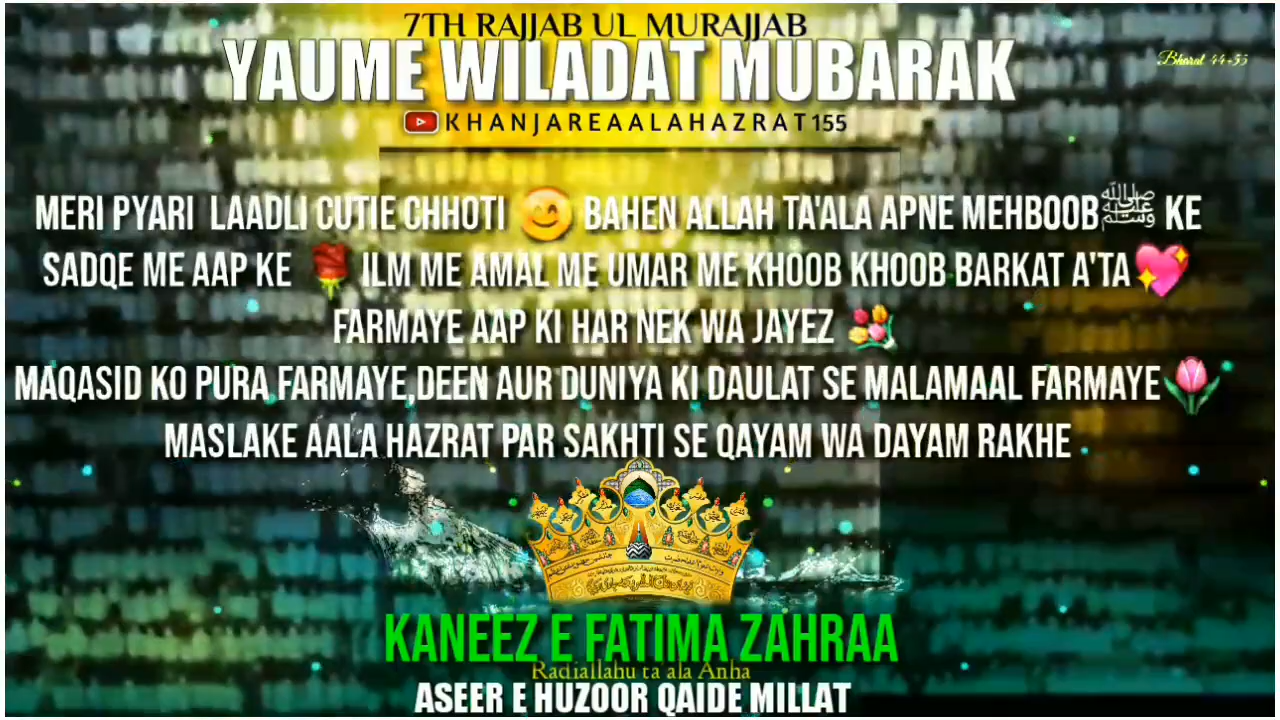 7TH RAJJAB UL MURAJJAB
YAUME WILADAT MUBARAK
Bharat 44+55
KHANJAREAALAHAZRAT155
MERI PYARI LAADLI CUTIE CHHOTI 😊 BAHEN ALLAH TA'ALA APNE MEHBOOBﷺ KE
SADQE ME AAP KE 🌹 ILM ME AMAL ME UMAR ME KHOOB KHOOB BARKAT A'TA💖
FARMAYE AAP KI HAR NEK WA JAYEZ 💐
MAQASID KO PURA FARMAYE,DEEN AUR DUNIYA KI DAULAT SE MALAMAAL FARMAYE🌷
MASLAKE AALA HAZRAT PAR SAKHTI SE QAYAM WA DAYAM RAKHE
KANEEZ E FATIMA ZAHRAA
Radiallahu ta ala Anha
ASEER E HUZOOR QAIDE MILLAT